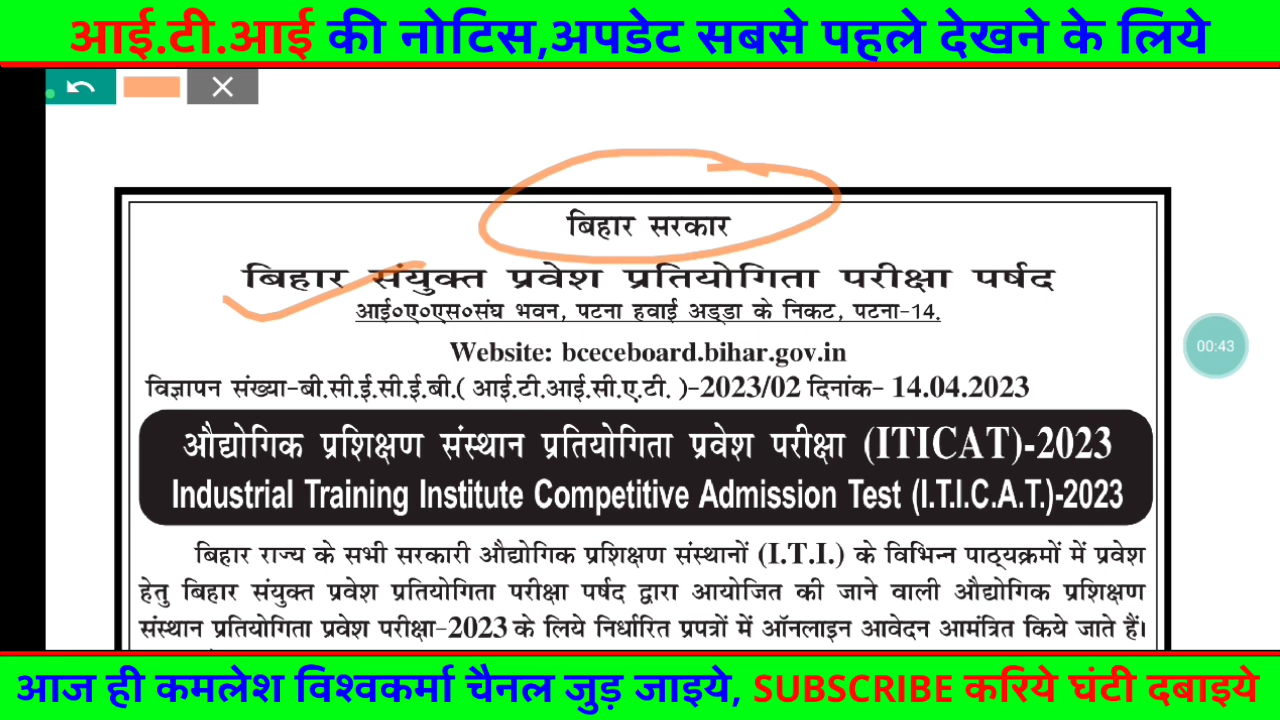 आई.टी.आई की नोटिस,अपडेट सबसे पहले देखने के लिये
बिहार सरकार
बिहार संयुक्त प्रवेश प्रतियोगिता परीक्षा पर्षद
आई०ए०एस०संघ भवन, पटना हवाई अड्डा के निकट, पटना-14.
Website: bceceboard.bihar.gov.in
00:43
विज्ञापन संख्या-बी.सी.ई.सी.ई.बी.( आई.टी.आई.सी.ए.टी. )-2023/02 दिनांक- 14.04.2023
औद्योगिक प्रशिक्षण संस्थान प्रतियोगिता प्रवेश परीक्षा (ITICAT)-2023
Industrial Training Institute Competitive Admission Test (I.T.I.C.A.T.)-2023
बिहार राज्य के सभी सरकारी औद्योगिक प्रशिक्षण संस्थानों (I.T.I.) के विभिन्न पाठ्यक्रमों में प्रवेश
हेतु बिहार संयुक्त प्रवेश प्रतियोगिता परीक्षा पर्षद द्वारा आयोजित की जाने वाली औद्योगिक प्रशिक्षण
संस्थान प्रतियोगिता प्रवेश परीक्षा-2023 के लिये निर्धारित प्रपत्रों में ऑनलाइन आवेदन आमंत्रित किये जाते हैं।
आज ही कमलेश विश्वकर्मा चैनल जुड़ जाइये, SUBSCRIBE करिये घंटी दबाइये